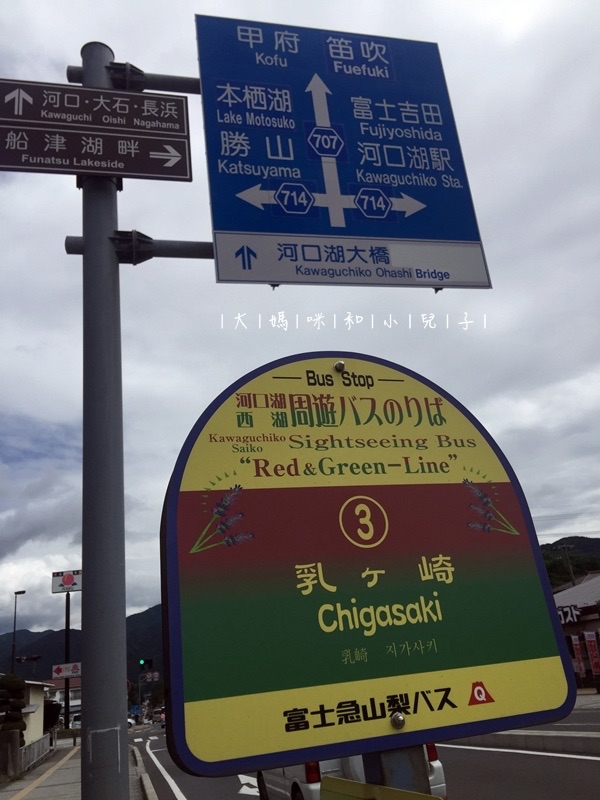 甲府 笛吹
Kofu Fuefuki
本栖湖 富士吉田
Lake Motosuko Fujiyoshida
707
勝山 河口湖駅
Katsuyama Kawaguchiko Sta.
714 714
河口湖大橋
Kawaguchiko Ohashi Bridge
河口・大石・長浜
Kawaguchi Oishi Nagahama
船津湖畔
Funatsu Lakeside
|大|媽|咪|和|小|兒|子|
Bus Stop
河口湖 西湖 周遊バスのりば
Kawaguchiko Saiko Sightseeing Bus
"Red&Green-Line"
③
乳ヶ崎
Chigasaki
乳崎 지가사키
富士急山梨バス Q